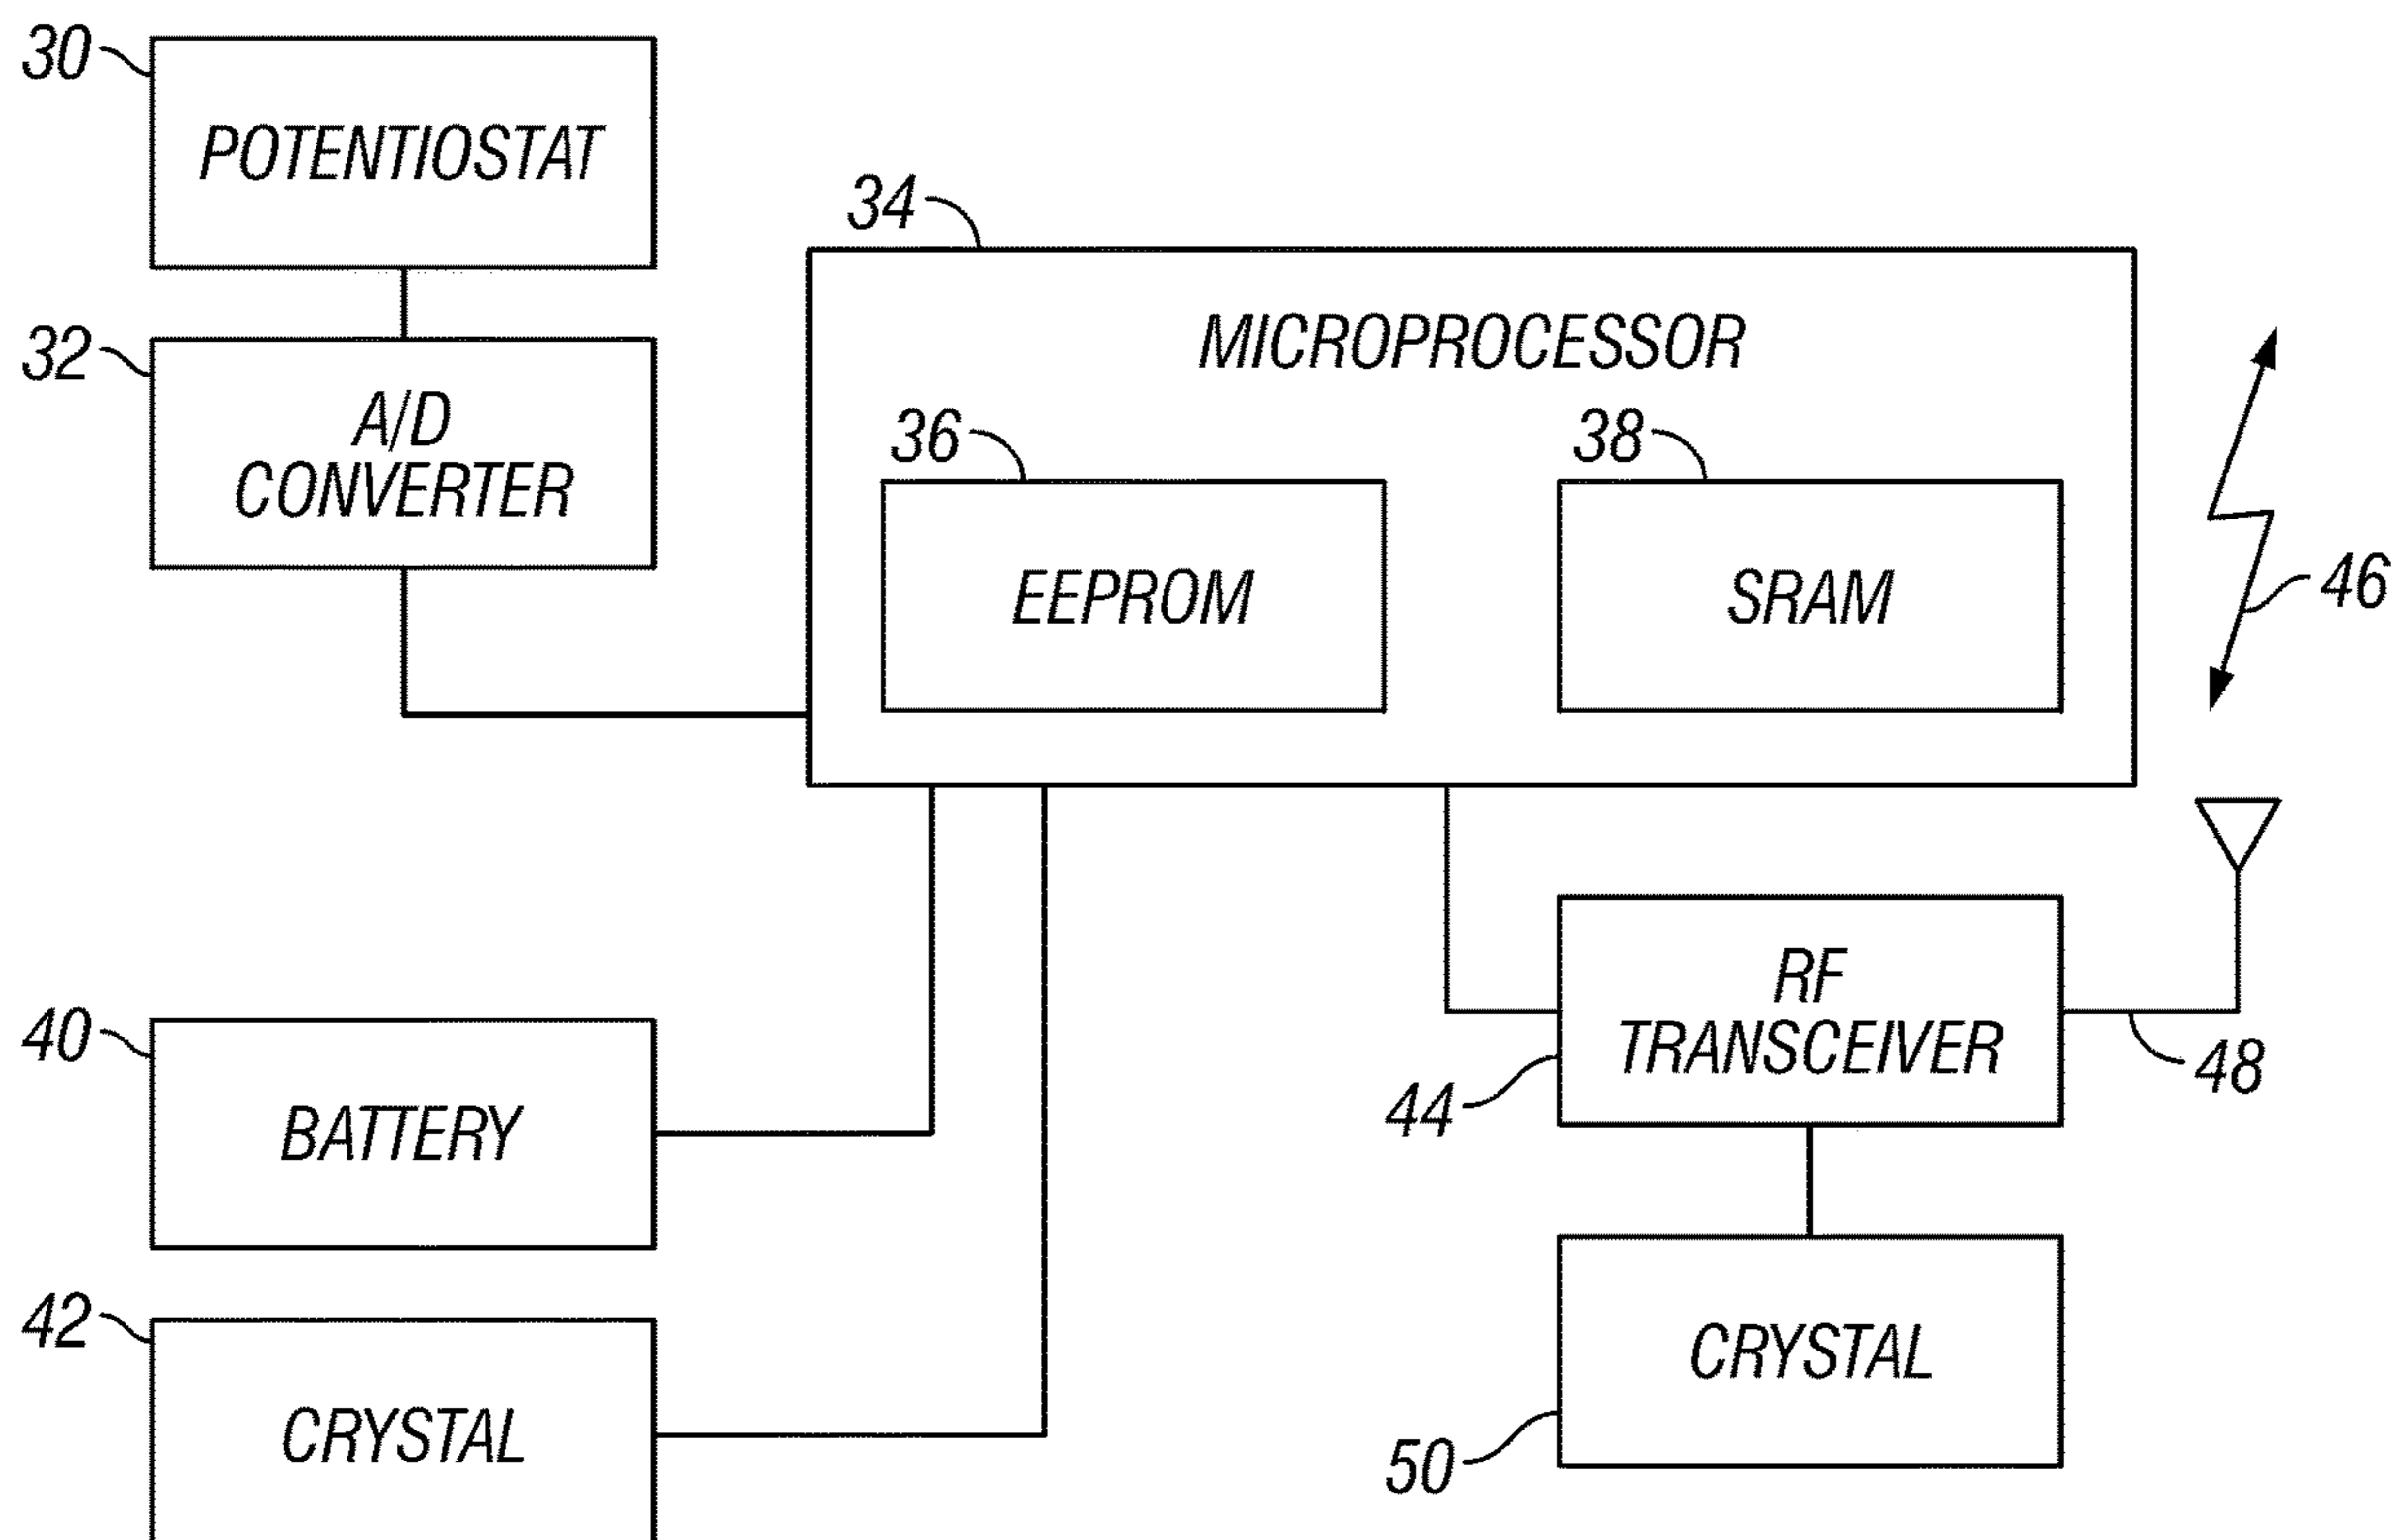 30
POTENTIOSTAT
32
A/D
CONVERTER
34
MICROPROCESSOR
36
EEPROM
38
SRAM
46
40
BATTERY
42
CRYSTAL
RF
TRANSCEIVER
44
48
CRYSTAL
50